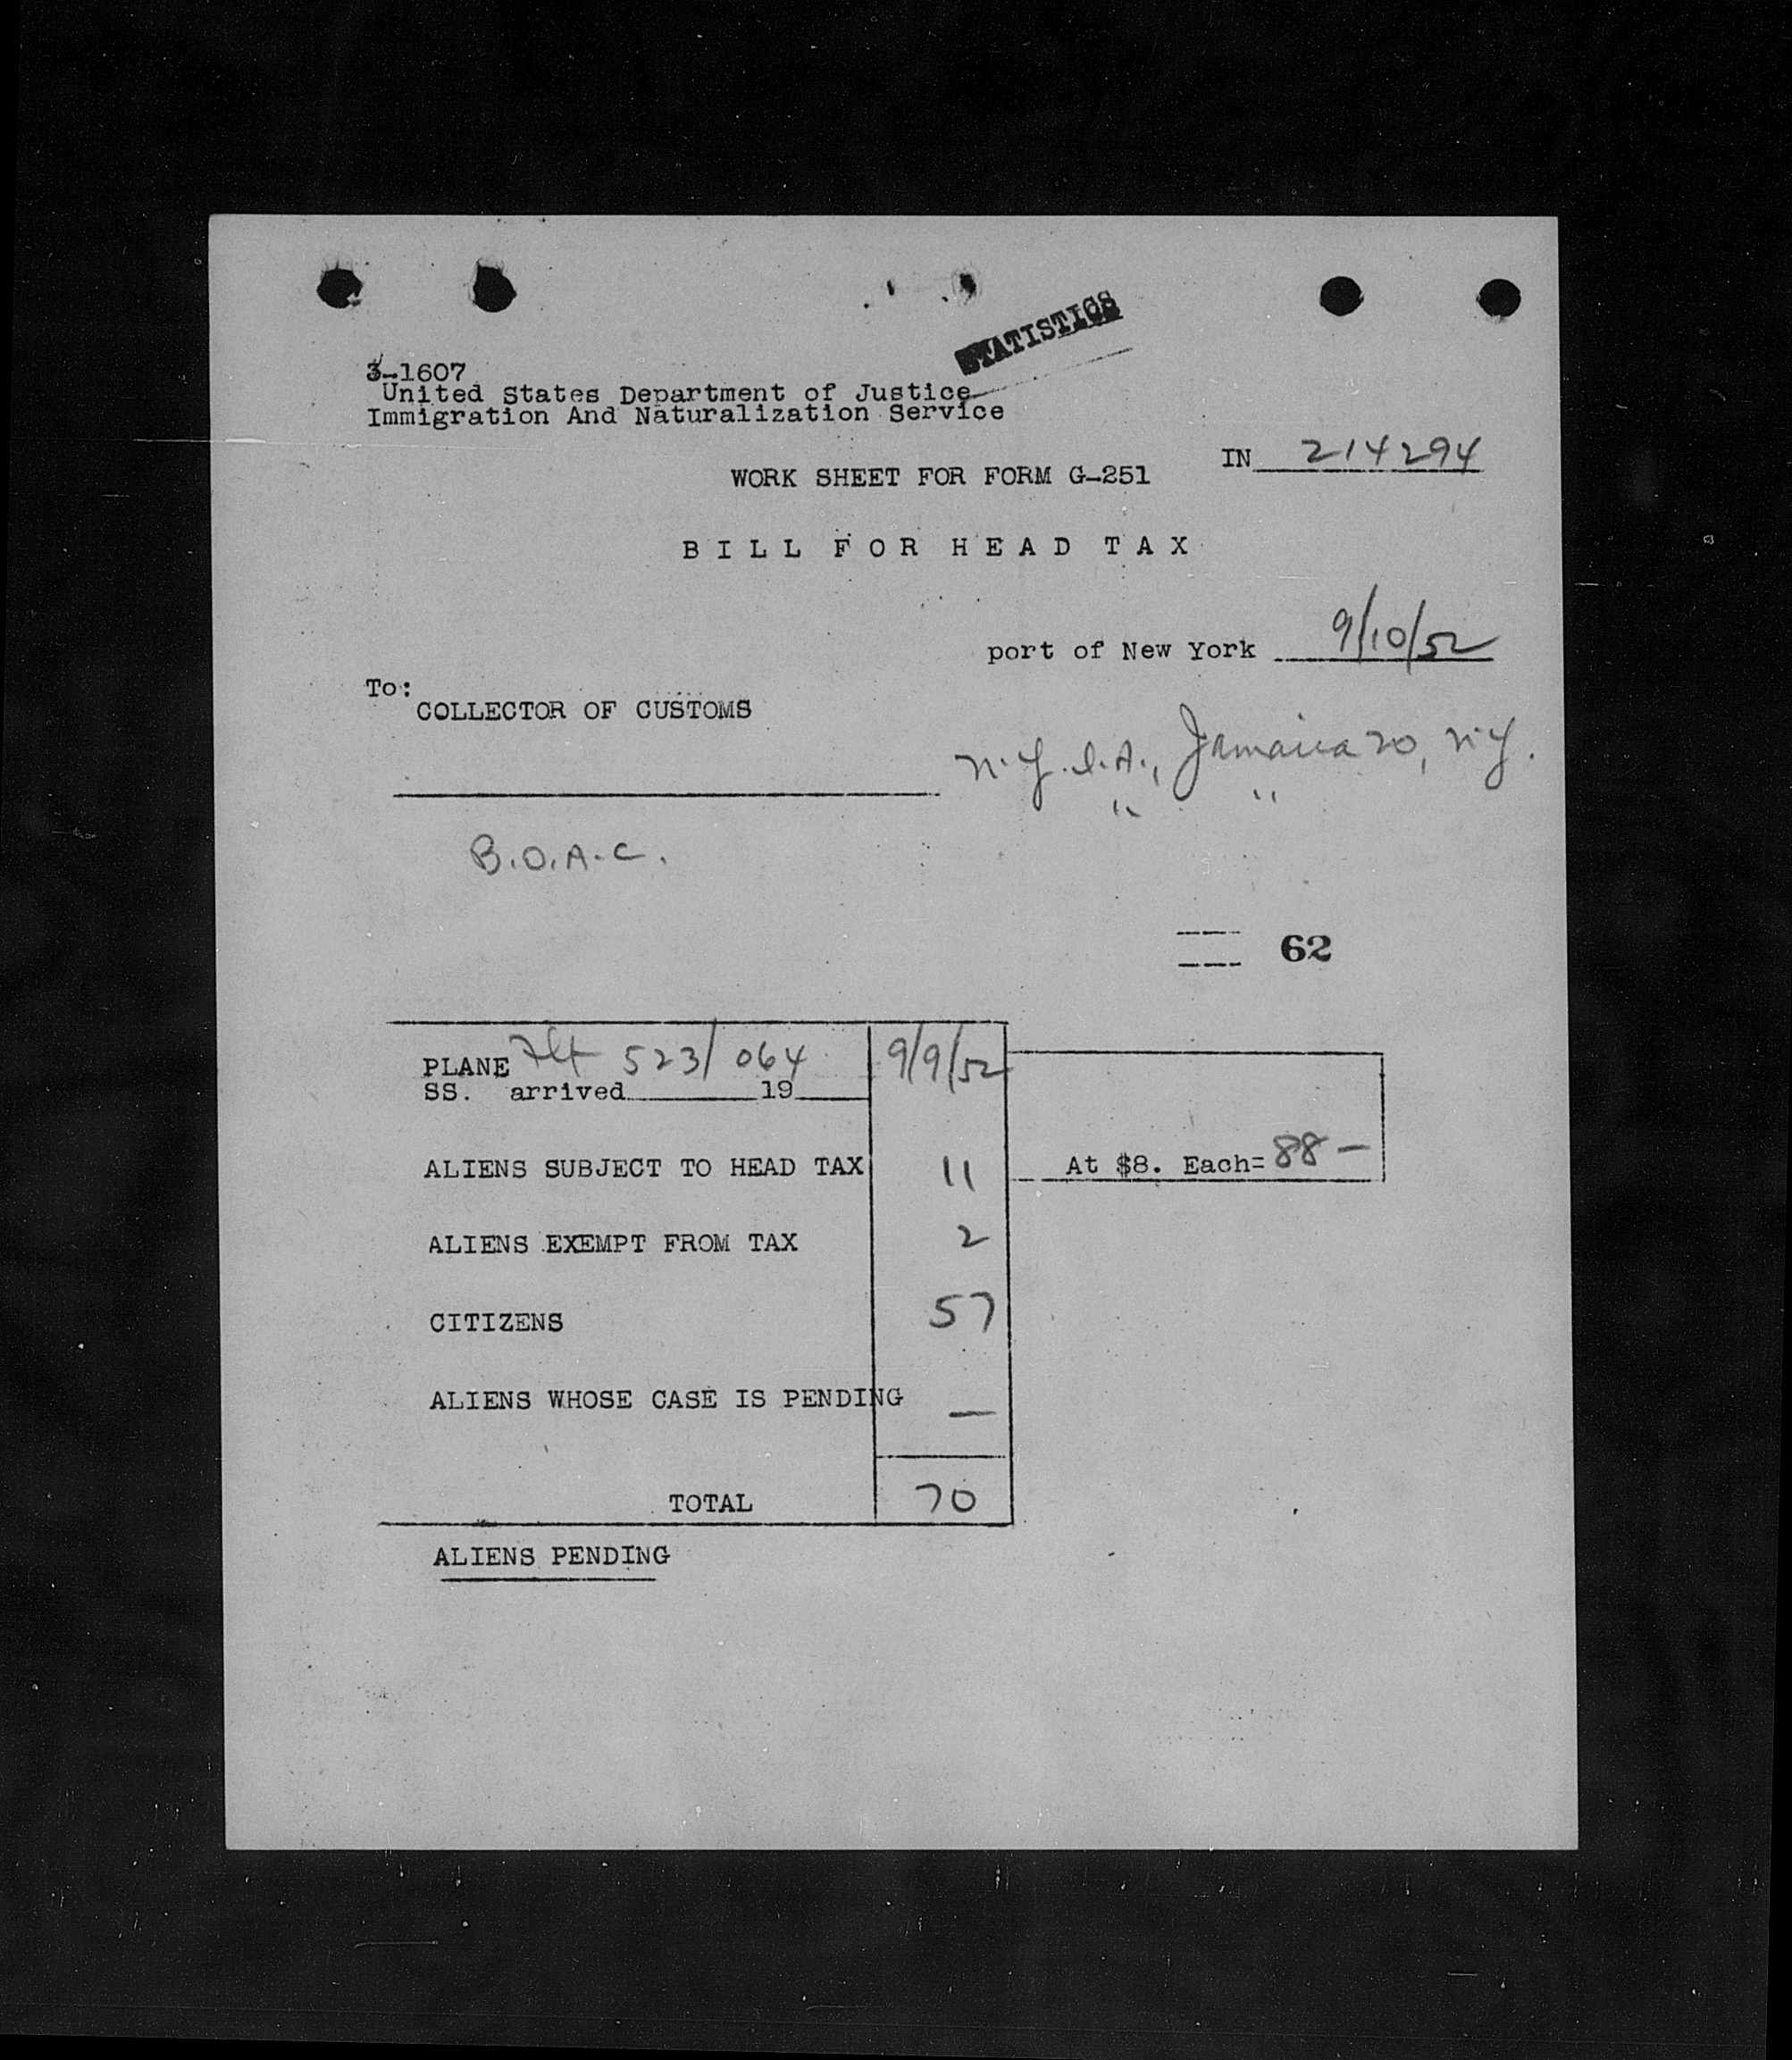 STATISTICS
3-1607
United States Department of Justice
Immigration And Naturalization Service
IN 214294
WORK SHEET FOR FORM G-251
BILL FOR HEAD TAX
port of New York 9/10/52
To:
COLLECTOR OF CUSTOMS
N.Y.I.A., Jamaica 20, N.Y.
" "
B.O.A.C.
62
PLANE Flt 523/064 9/9/52
SS. arrived 19
ALIENS SUBJECT TO HEAD TAX 11 At $8. Each= 88 —
ALIENS EXEMPT FROM TAX 2
CITIZENS 57
ALIENS WHOSE CASE IS PENDING —
TOTAL 70
ALIENS PENDING